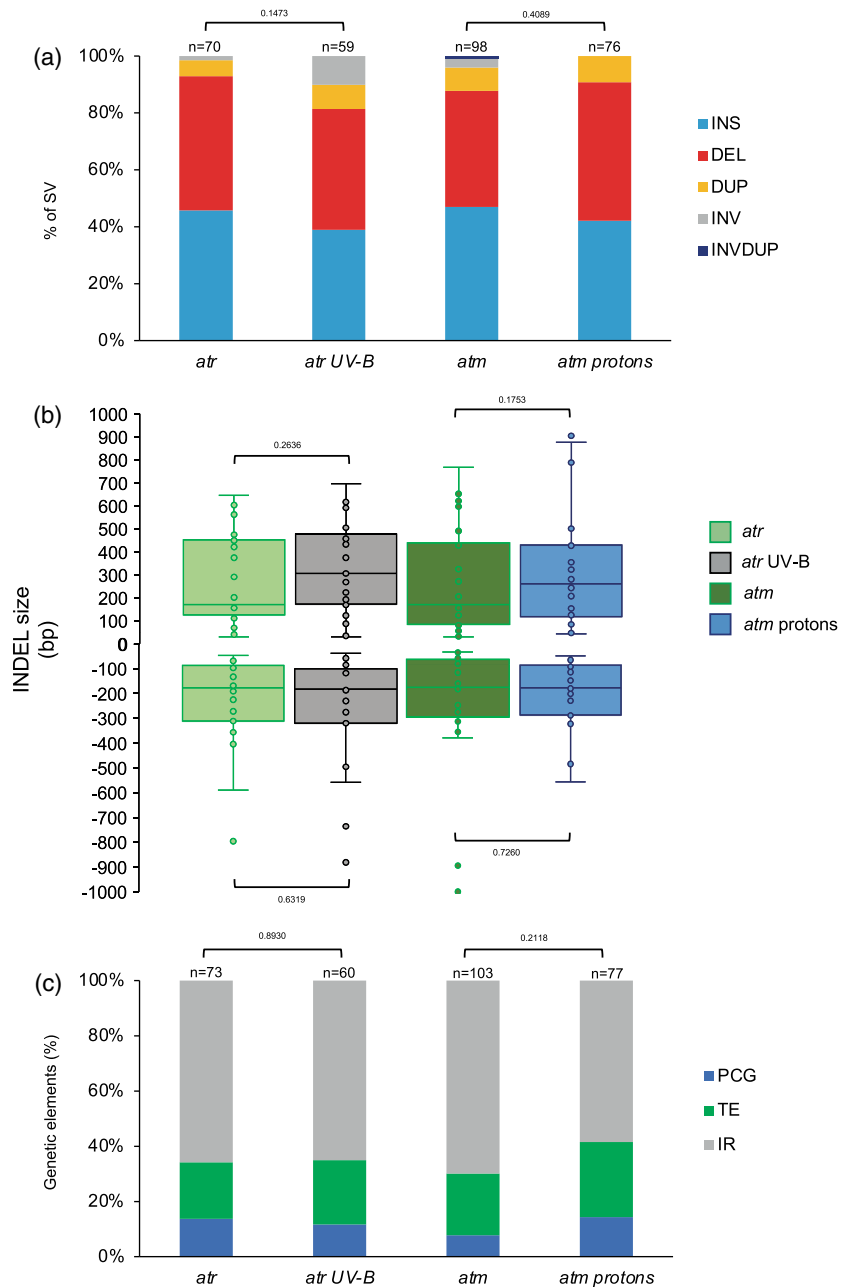 0.1473
0.4089
(a)
n=70
n=59
n=98
n=76
100%
80%
60%
40%
20%
0%
% of SV
INS
DEL
DUP
INV
INVDUP
atr
atr UV-B
atm
atm protons
(b)
1000
900
800
700
600
500
400
300
200
100
0
-100
-200
-300
-400
-500
-600
-700
-800
-900
-1000
INDEL size
(bp)
0.2636
0.1753
0.6319
0.7260
atr
atr UV-B
atm
atm protons
0.8930
0.2118
(c)
n=73
n=60
n=103
n=77
100%
80%
60%
40%
20%
0%
Genetic elements (%)
PCG
TE
IR
atr
atr UV-B
atm
atm protons